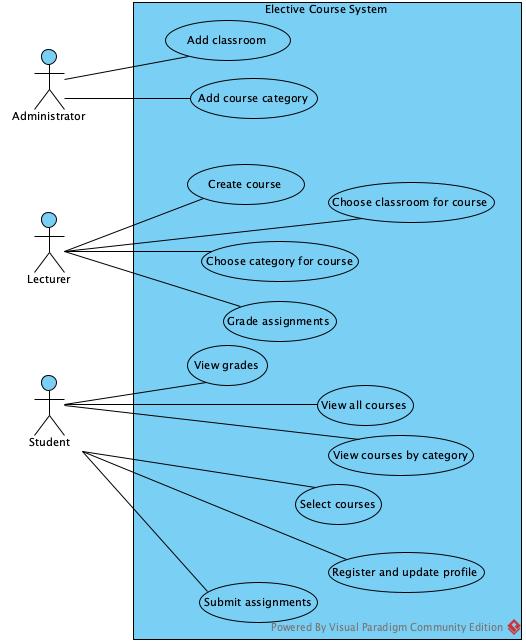 Elective Course System
Add classroom
Administrator
Add course category
Create course
Choose classroom for course
Lecturer
Choose category for course
Grade assignments
View grades
View all courses
Student
View courses by category
Select courses
Register and update profile
Submit assignments
Powered By Visual Paradigm Community Edition